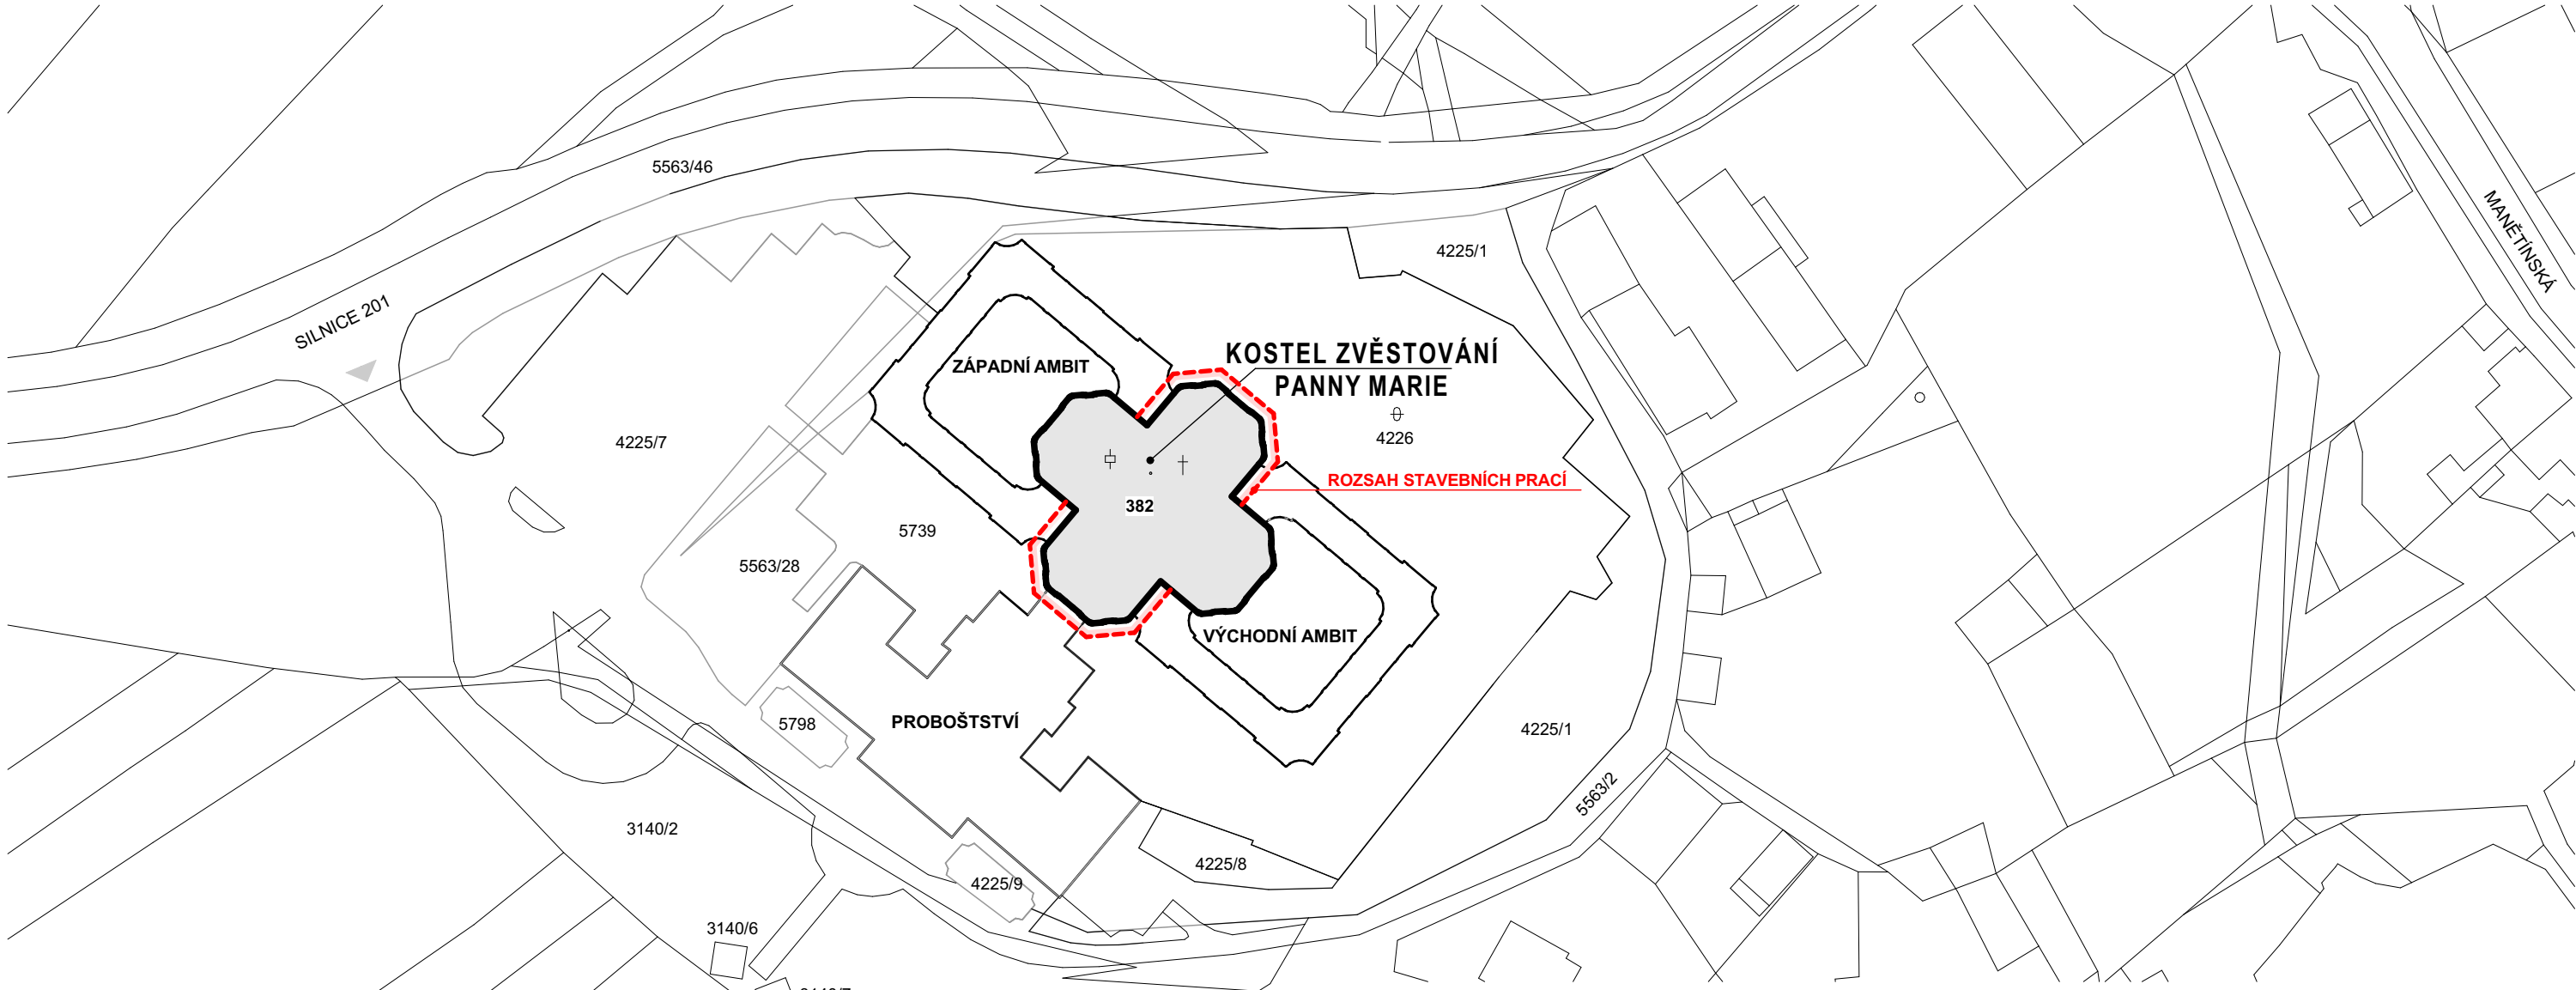 5563/46
MANĚTÍNSKÁ
4225/1
SILNICE 201
KOSTEL ZVĚSTOVÁNÍ
PANNY MARIE
ZÁPADNÍ AMBIT
4225/7
4226
ROZSAH STAVEBNÍCH PRACÍ
382
5739
5563/28
VÝCHODNÍ AMBIT
5798
PROBOŠTSTVÍ
4225/1
5563/2
3140/2
4225/8
4225/9
3140/6